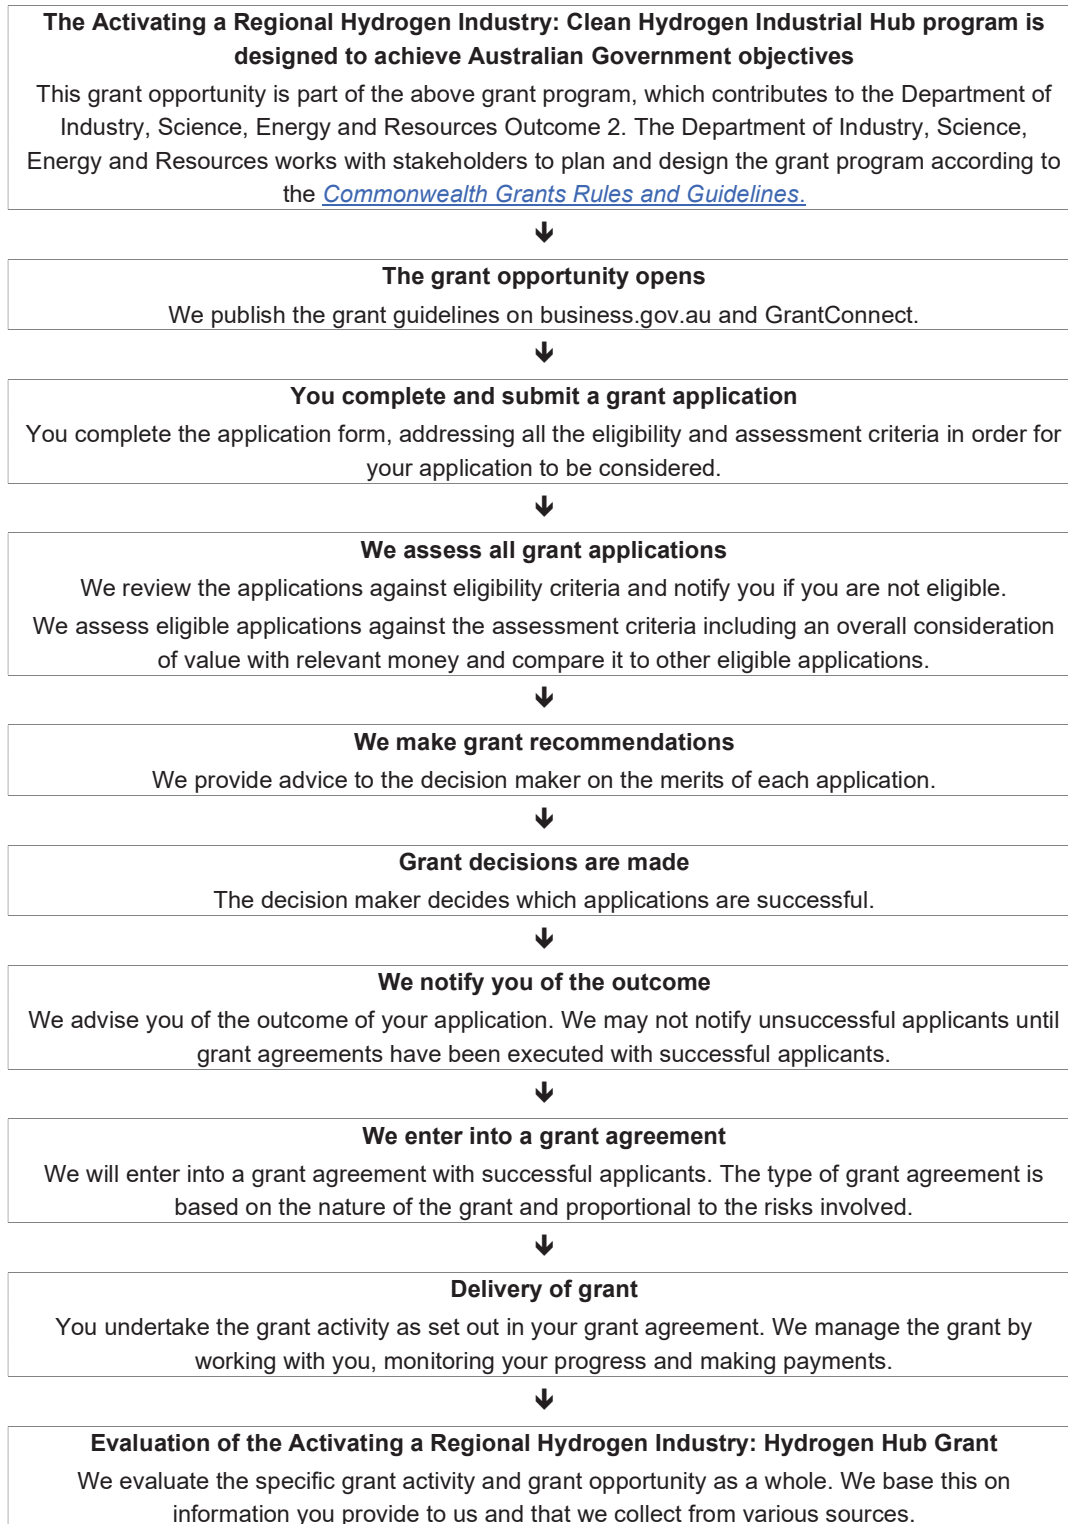 The Activating a Regional Hydrogen Industry: Clean Hydrogen Industrial Hub program is
designed to achieve Australian Government objectives
This grant opportunity is part of the above grant program, which contributes to the Department of
Industry, Science, Energy and Resources Outcome 2. The Department of Industry, Science,
Energy and Resources works with stakeholders to plan and design the grant program according to
the Commonwealth Grants Rules and Guidelines.
The grant opportunity opens
We publish the grant guidelines on business.gov.au and GrantConnect.
You complete and submit a grant application
You complete the application form, addressing all the eligibility and assessment criteria in order for
your application to be considered.
We assess all grant applications
We review the applications against eligibility criteria and notify you if you are not eligible.
We assess eligible applications against the assessment criteria including an overall consideration
of value with relevant money and compare it to other eligible applications.
We make grant recommendations
We provide advice to the decision maker on the merits of each application.
Grant decisions are made
The decision maker decides which applications are successful.
We notify you of the outcome
We advise you of the outcome of your application. We may not notify unsuccessful applicants until
grant agreements have been executed with successful applicants.
We enter into a grant agreement
We will enter into a grant agreement with successful applicants. The type of grant agreement is
based on the nature of the grant and proportional to the risks involved.
Delivery of grant
You undertake the grant activity as set out in your grant agreement. We manage the grant by
working with you, monitoring your progress and making payments.
Evaluation of the Activating a Regional Hydrogen Industry: Hydrogen Hub Grant
We evaluate the specific grant activity and grant opportunity as a whole. We base this on
information you provide to us and that we collect from various sources.